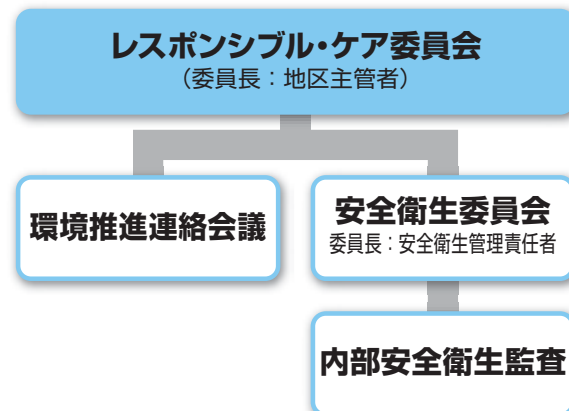 レスポンシブル・ケア委員会
（委員長：地区主管者）
環境推進連絡会議
安全衛生委員会
委員長：安全衛生管理責任者
内部安全衛生監査